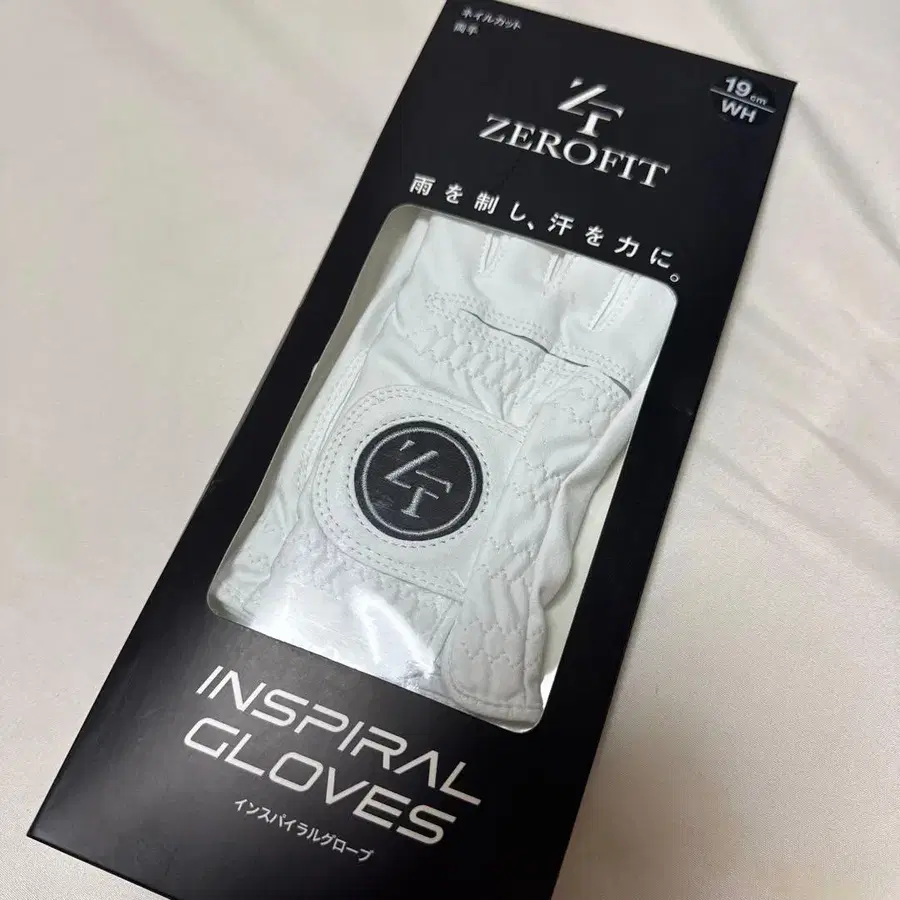 ネイルカット
両手
19cm
WH
ZT
ZEROFIT
雨を制し、汗を力に。
ZT
INSPIRAL
GLOVES
インスパイラルグローブ